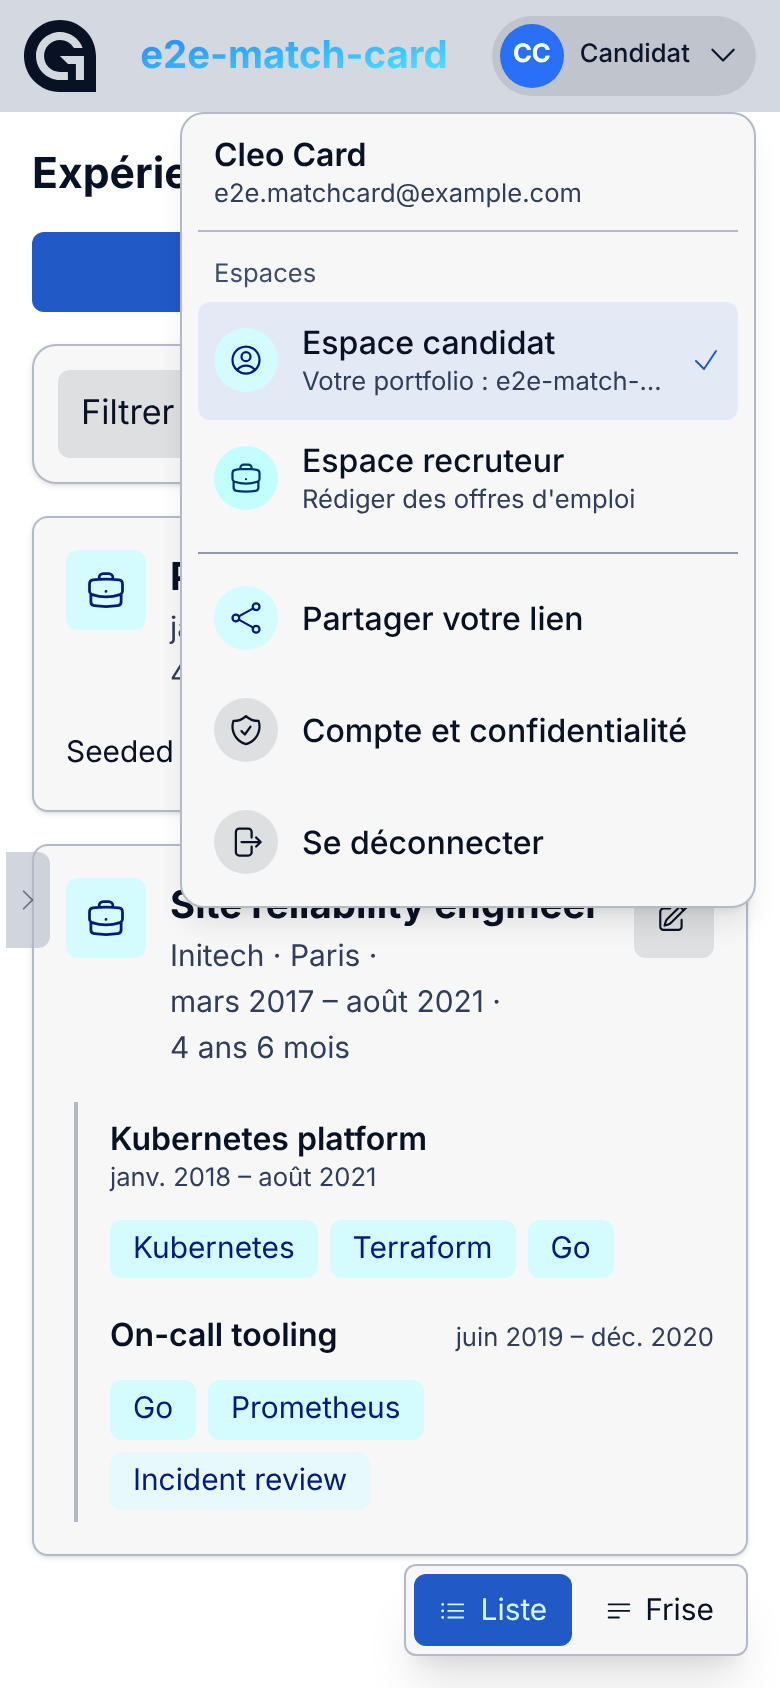 e2e-match-card
CC Candidat
Cleo Card
e2e.matchcard@example.com
Espaces
Espace candidat
Votre portfolio : e2e-match-...
Espace recruteur
Rédiger des offres d'emploi
Partager votre lien
Compte et confidentialité
Se déconnecter
Filtrer
Seeded
Site reliability engineer
Initech · Paris ·
mars 2017 – août 2021 ·
4 ans 6 mois
Kubernetes platform
janv. 2018 – août 2021
Kubernetes Terraform Go
On-call tooling juin 2019 – déc. 2020
Go Prometheus
Incident review
Liste Frise